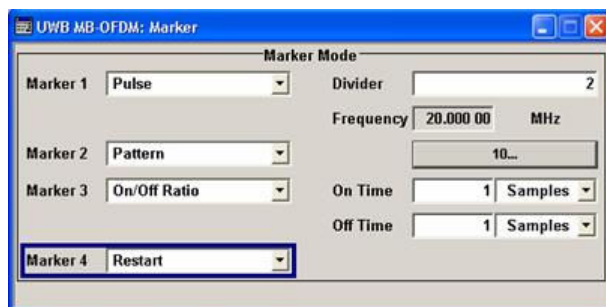 UWB MB-OFDM: Marker
Marker Mode
Marker 1 Pulse Divider 2
Frequency 20.000 00 MHz
Marker 2 Pattern 10...
Marker 3 On/Off Ratio On Time 1 Samples
Off Time 1 Samples
Marker 4 Restart